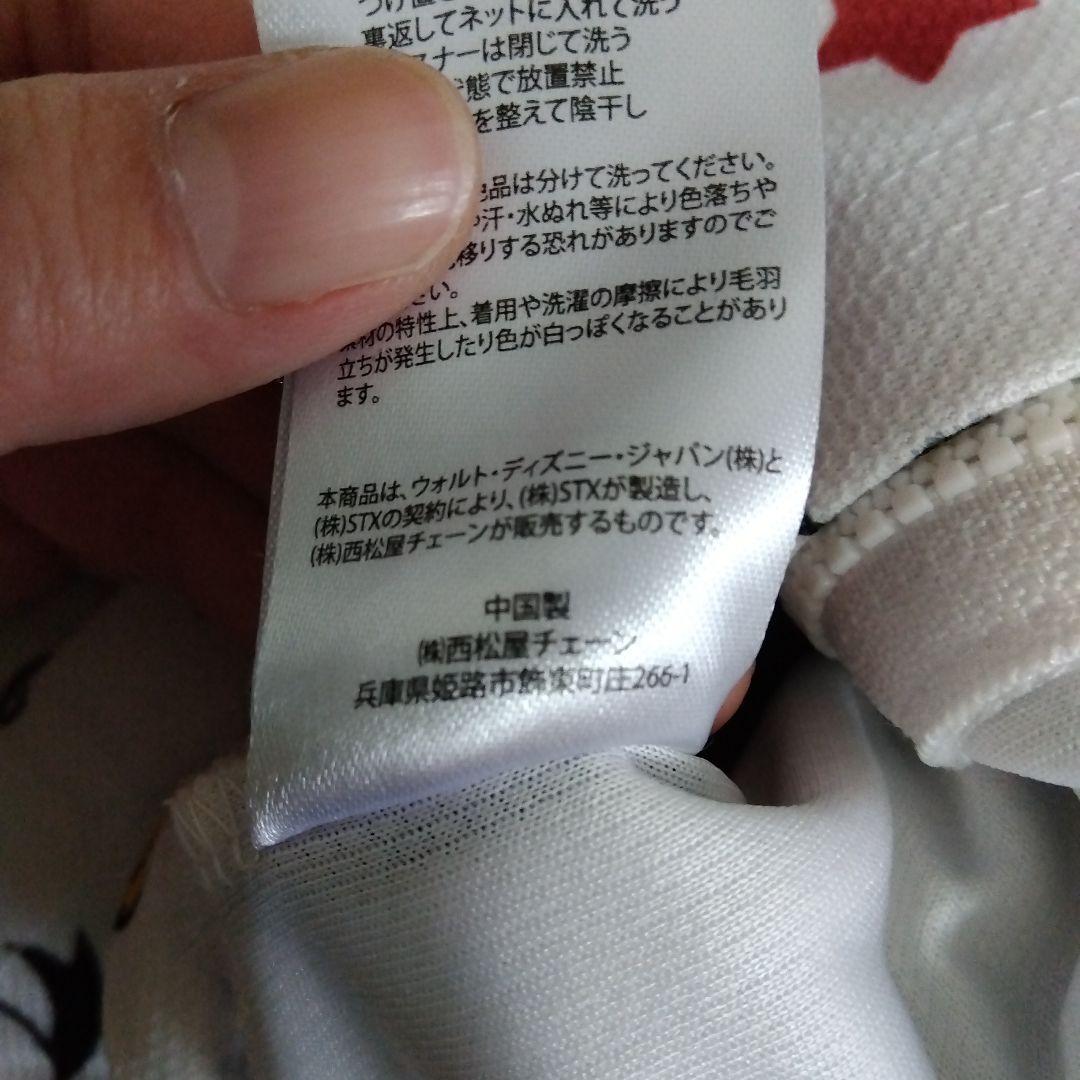 裏返してネットに入れて洗う
スナーは閉じて洗う
態で放置禁止
を整えて陰干し
品は分けて洗ってください。
汗・水ぬれ等により色落ちや
移りする恐れがありますのでご
さい。
素材の特性上、着用や洗濯の摩擦により毛羽
立ちが発生したり色が白っぽくなることがあり
ます。
本商品は、ウォルト・ディズニー・ジャパン(株)と
(株)STXの契約により、(株)STXが製造し、
(株)西松屋チェーンが販売するものです。
中国製
㈱西松屋チェーン
兵庫県姫路市飾東町庄266-1